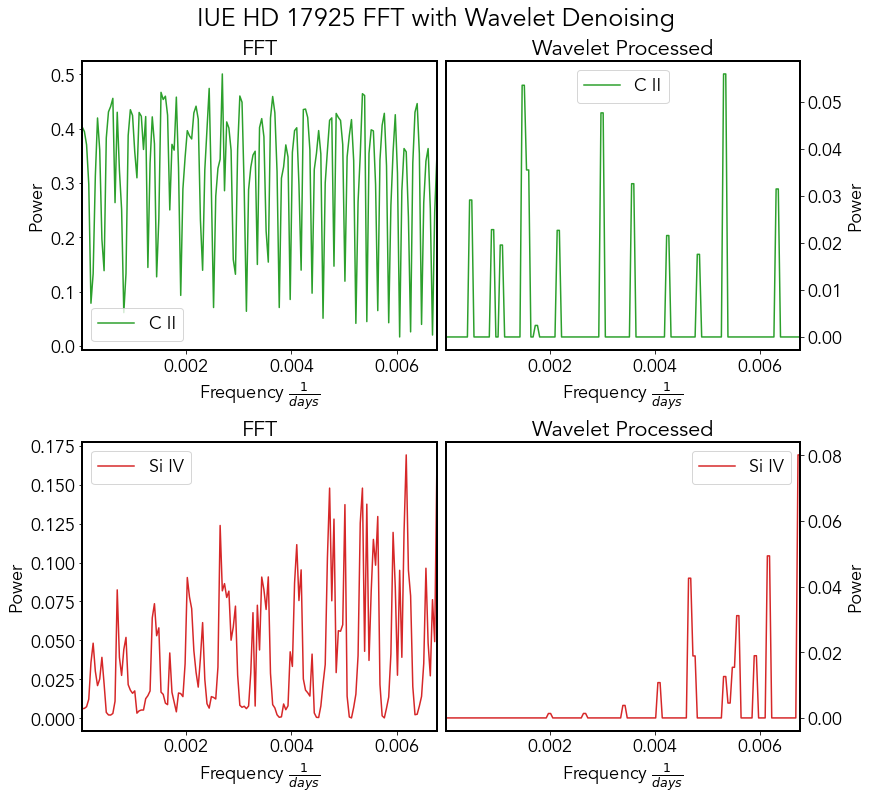 IUE HD 17925 FFT with Wavelet Denoising
FFT
Wavelet Processed
0.5
0.4
0.3
0.2
0.1
0.0
Power
C II
0.002
0.004
0.006
Frequency 1/days
C II
0.05
0.04
0.03
0.02
0.01
0.00
Power
0.002
0.004
0.006
Frequency 1/days
FFT
Wavelet Processed
0.175
0.150
0.125
0.100
0.075
0.050
0.025
0.000
Power
Si IV
0.002
0.004
0.006
Frequency 1/days
Si IV
0.08
0.06
0.04
0.02
0.00
Power
0.002
0.004
0.006
Frequency 1/days